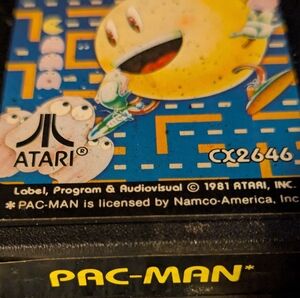 ATARI®
CX2646
Label, Program & Audiovisual © 1981 ATARI, INC.
*PAC-MAN is licensed by Namco-America, Inc
PAC-MAN*